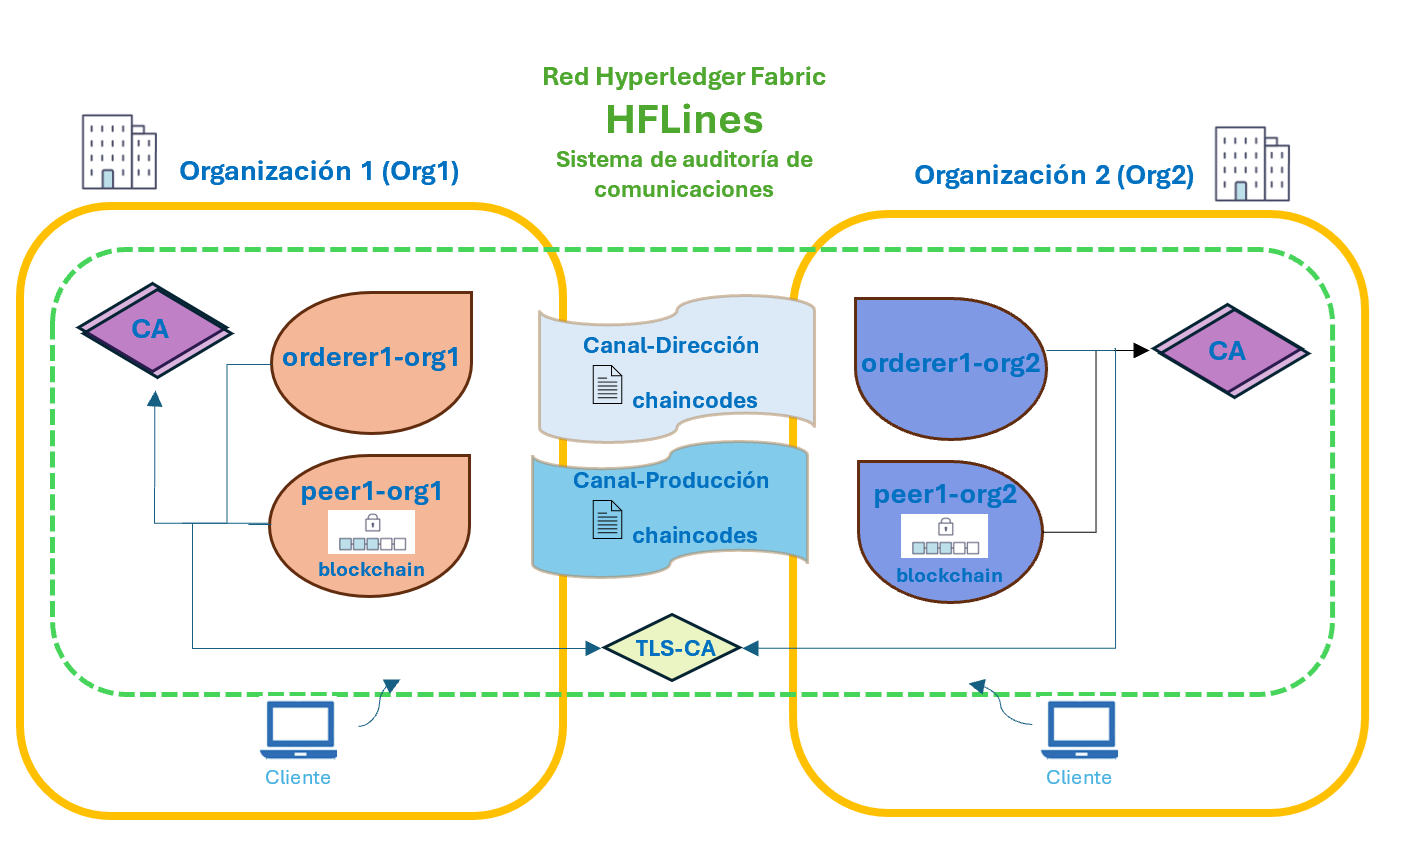 Red Hyperledger Fabric
HFLines
Sistema de auditoría de
comunicaciones
Organización 1 (Org1)
Organización 2 (Org2)
CA
orderer1-org1
Canal-Dirección
chaincodes
orderer1-org2
CA
peer1-org1
blockchain
Canal-Producción
chaincodes
peer1-org2
blockchain
TLS-CA
Cliente
Cliente